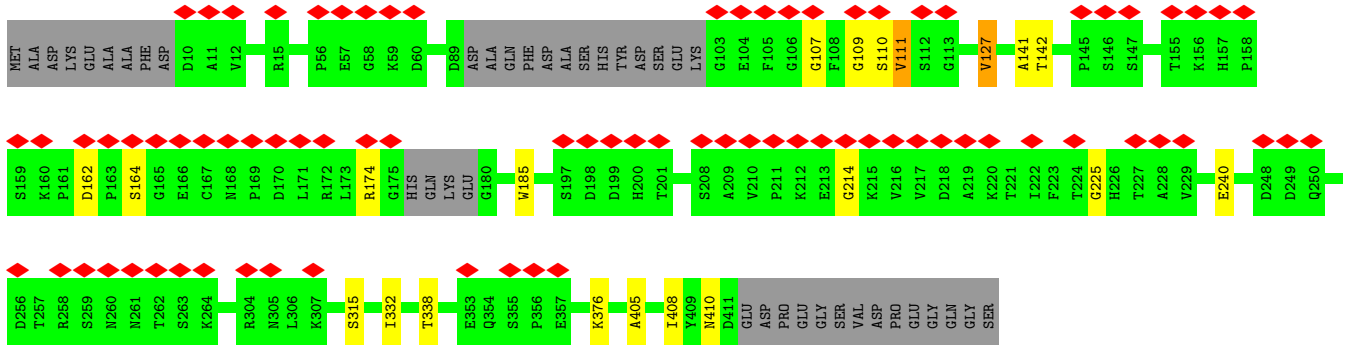 MET ALA ASP LYS GLU ALA ALA PHE ASP D10 A11 V12 R15 P56 E57 G58 K59 D60 D89 ASP ALA GLN PHE ASP ALA SER HIS TYR ASP SER GLU LYS G103 E104 F105 G106 G107 F108 G109 S110 V111 S112 G113 V127 A141 T142 P145 S146 S147 T155 K156 H157 P158
S159 K160 P161 D162 P163 S164 G165 E166 C167 N168 P169 D170 L171 R172 L173 R174 G175 HIS GLN LYS GLU G180 W185 S197 D198 D199 H200 T201 S208 A209 V210 P211 K212 E213 G214 K215 V216 V217 D218 A219 K220 T221 I222 F223 T224 G225 H226 T227 A228 V229 E240 D248 D249 Q250
D256 T257 R258 S259 N260 N261 T262 S263 K264 R304 N305 L306 K307 S315 I332 T338 E353 Q354 S355 P356 E357 K376 A405 I408 Y409 N410 D411 GLU ASP PRO GLU GLY SER VAL ASP PRO GLU GLY GLN GLY SER